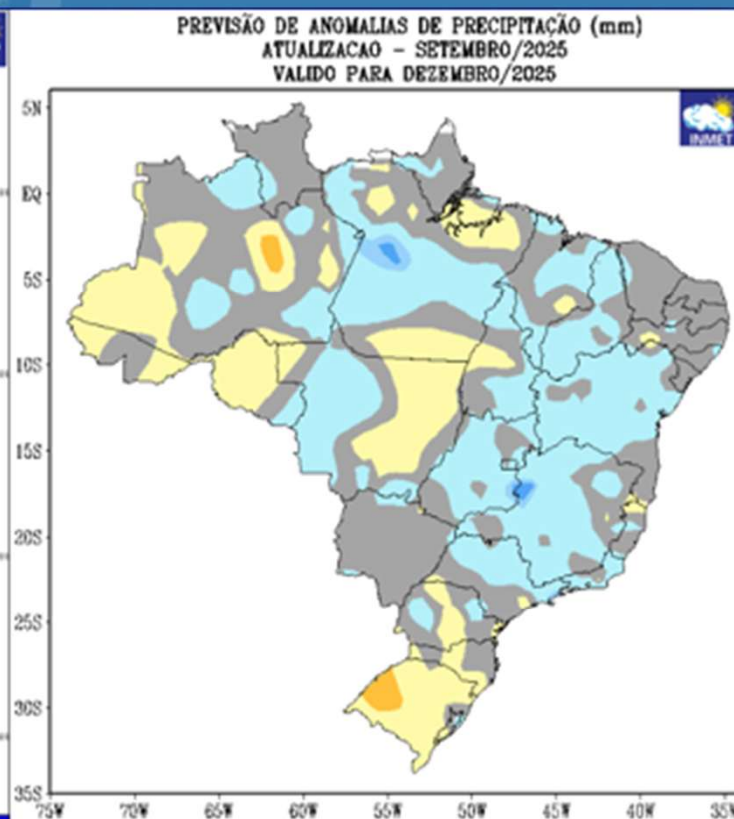 PREVISÃO DE ANOMALIAS DE PRECIPITAÇÃO (mm)
ATUALIZACAO – SETEMBRO/2025
VALIDO PARA DEZEMBRO/2025
INMET
5N
EQ
5S
10S
15S
20S
25S
30S
35S
75W 70W 65W 60W 55W 50W 45W 40W 35W